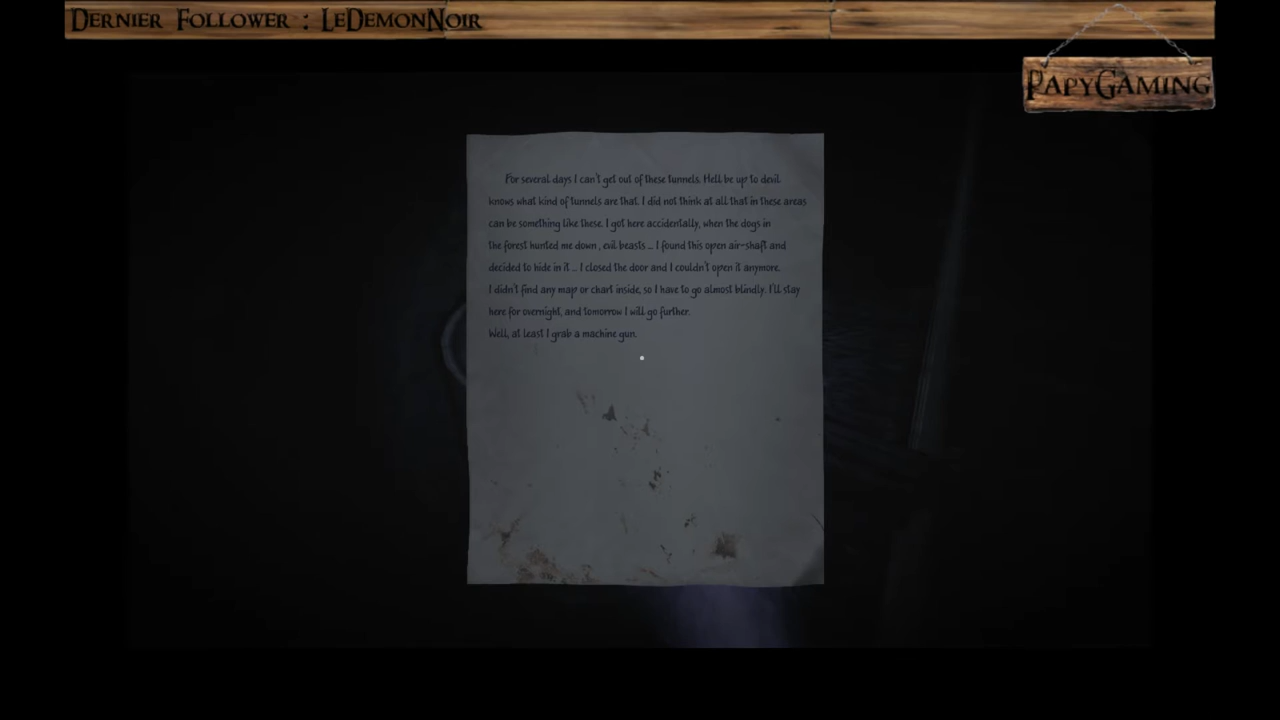 Dernier Follower : LeDemonNoir
PapyGaming
For several days I can't get out of these tunnels. Hell be up to devil.
knows what kind of tunnels are that. I did not think at all that in these areas
can be something like these. I got here accidentally, when the dogs in
the forest hunted me down , evil beasts ... I found this open air-shaft and
decided to hide in it ... I closed the door and I couldn't open it anymore.
I didn't find any map or chart inside, so I have to go almost blindly. I'll stay
here for overnight, and tomorrow I will go further.
Well, at least I grab a machine gun.